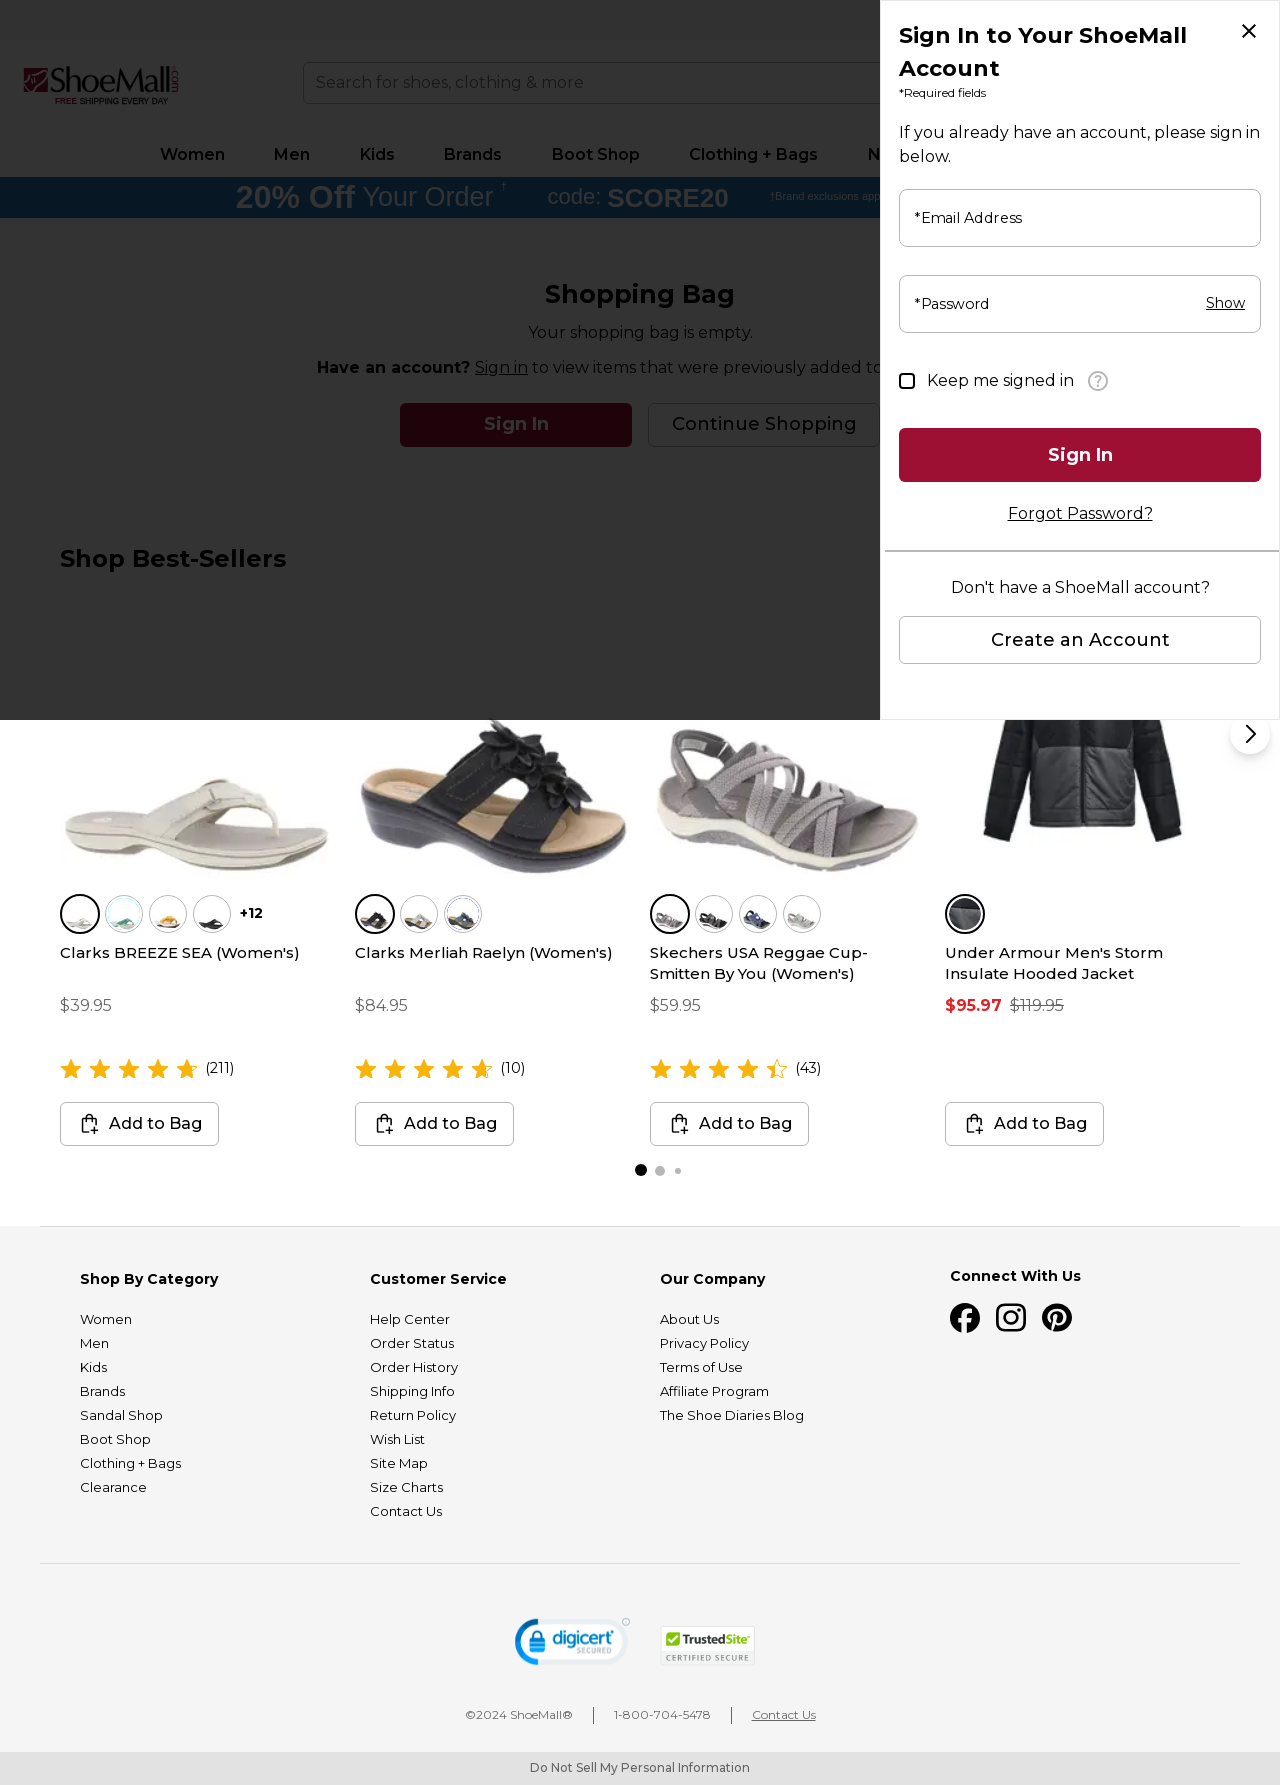 ShoeMall.com
FREE SHIPPING EVERY DAY
Search for shoes, clothing & more
Women
Men
Kids
Brands
Boot Shop
Clothing + Bags
N
20% Off Your Order †
code: SCORE20
†Brand exclusions app
Shopping Bag
Your shopping bag is empty.
Have an account? Sign in to view items that were previously added to
Sign In
Continue Shopping
Shop Best-Sellers
Sign In to Your ShoeMall
Account
*Required fields
If you already have an account, please sign in
below.
*Email Address
*Password
Show
Keep me signed in
?
Sign In
Forgot Password?
Don't have a ShoeMall account?
Create an Account
+12
Clarks BREEZE SEA (Women's)
$39.95
(211)
Add to Bag
Clarks Merliah Raelyn (Women's)
$84.95
(10)
Add to Bag
Skechers USA Reggae Cup-
Smitten By You (Women's)
$59.95
(43)
Add to Bag
Under Armour Men's Storm
Insulate Hooded Jacket
$95.97 $119.95
Add to Bag
Shop By Category
Women
Men
Kids
Brands
Sandal Shop
Boot Shop
Clothing + Bags
Clearance
Customer Service
Help Center
Order Status
Order History
Shipping Info
Return Policy
Wish List
Site Map
Size Charts
Contact Us
Our Company
About Us
Privacy Policy
Terms of Use
Affiliate Program
The Shoe Diaries Blog
Connect With Us
digicert
SECURED
TrustedSite
CERTIFIED SECURE
©2024 ShoeMall®
1-800-704-5478
Contact Us
Do Not Sell My Personal Information